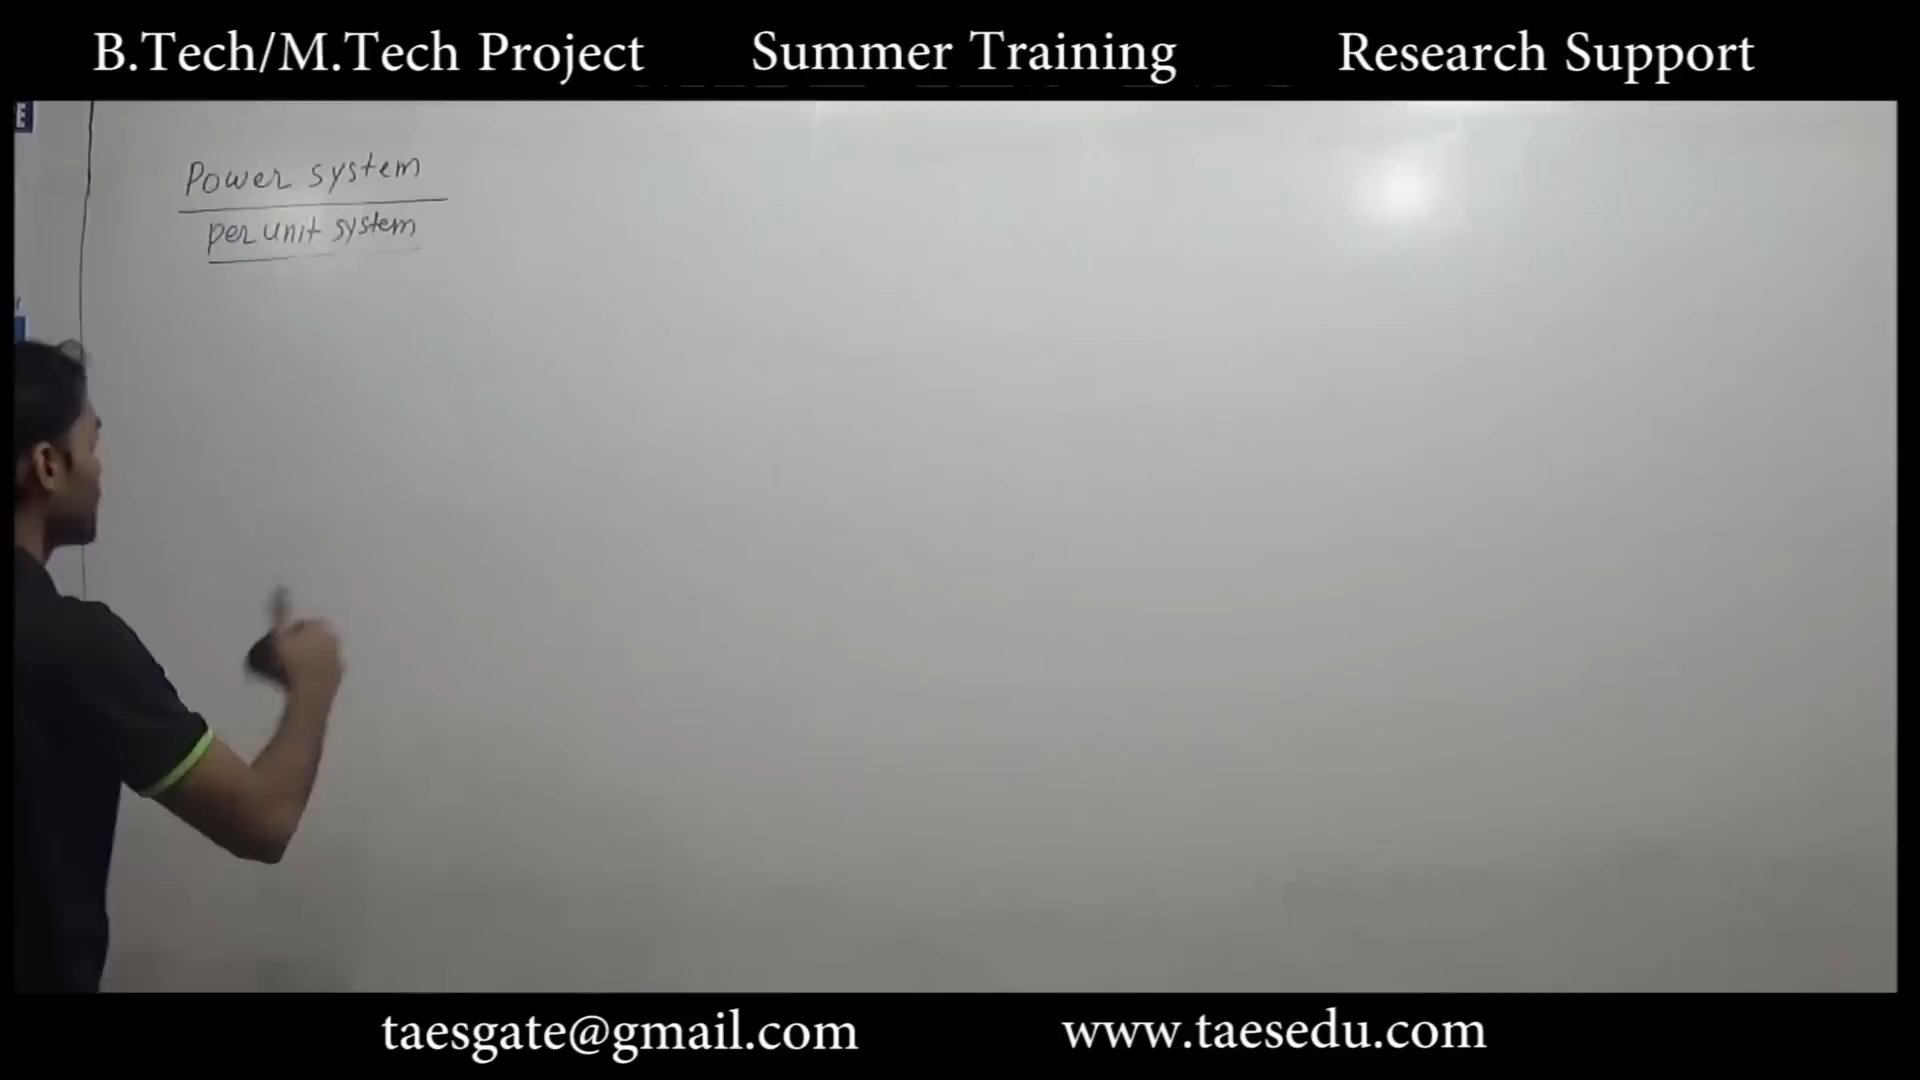 B.Tech/M.Tech Project Summer Training Research Support
E
Power system
per unit system
taesgate@gmail.com www.taesedu.com